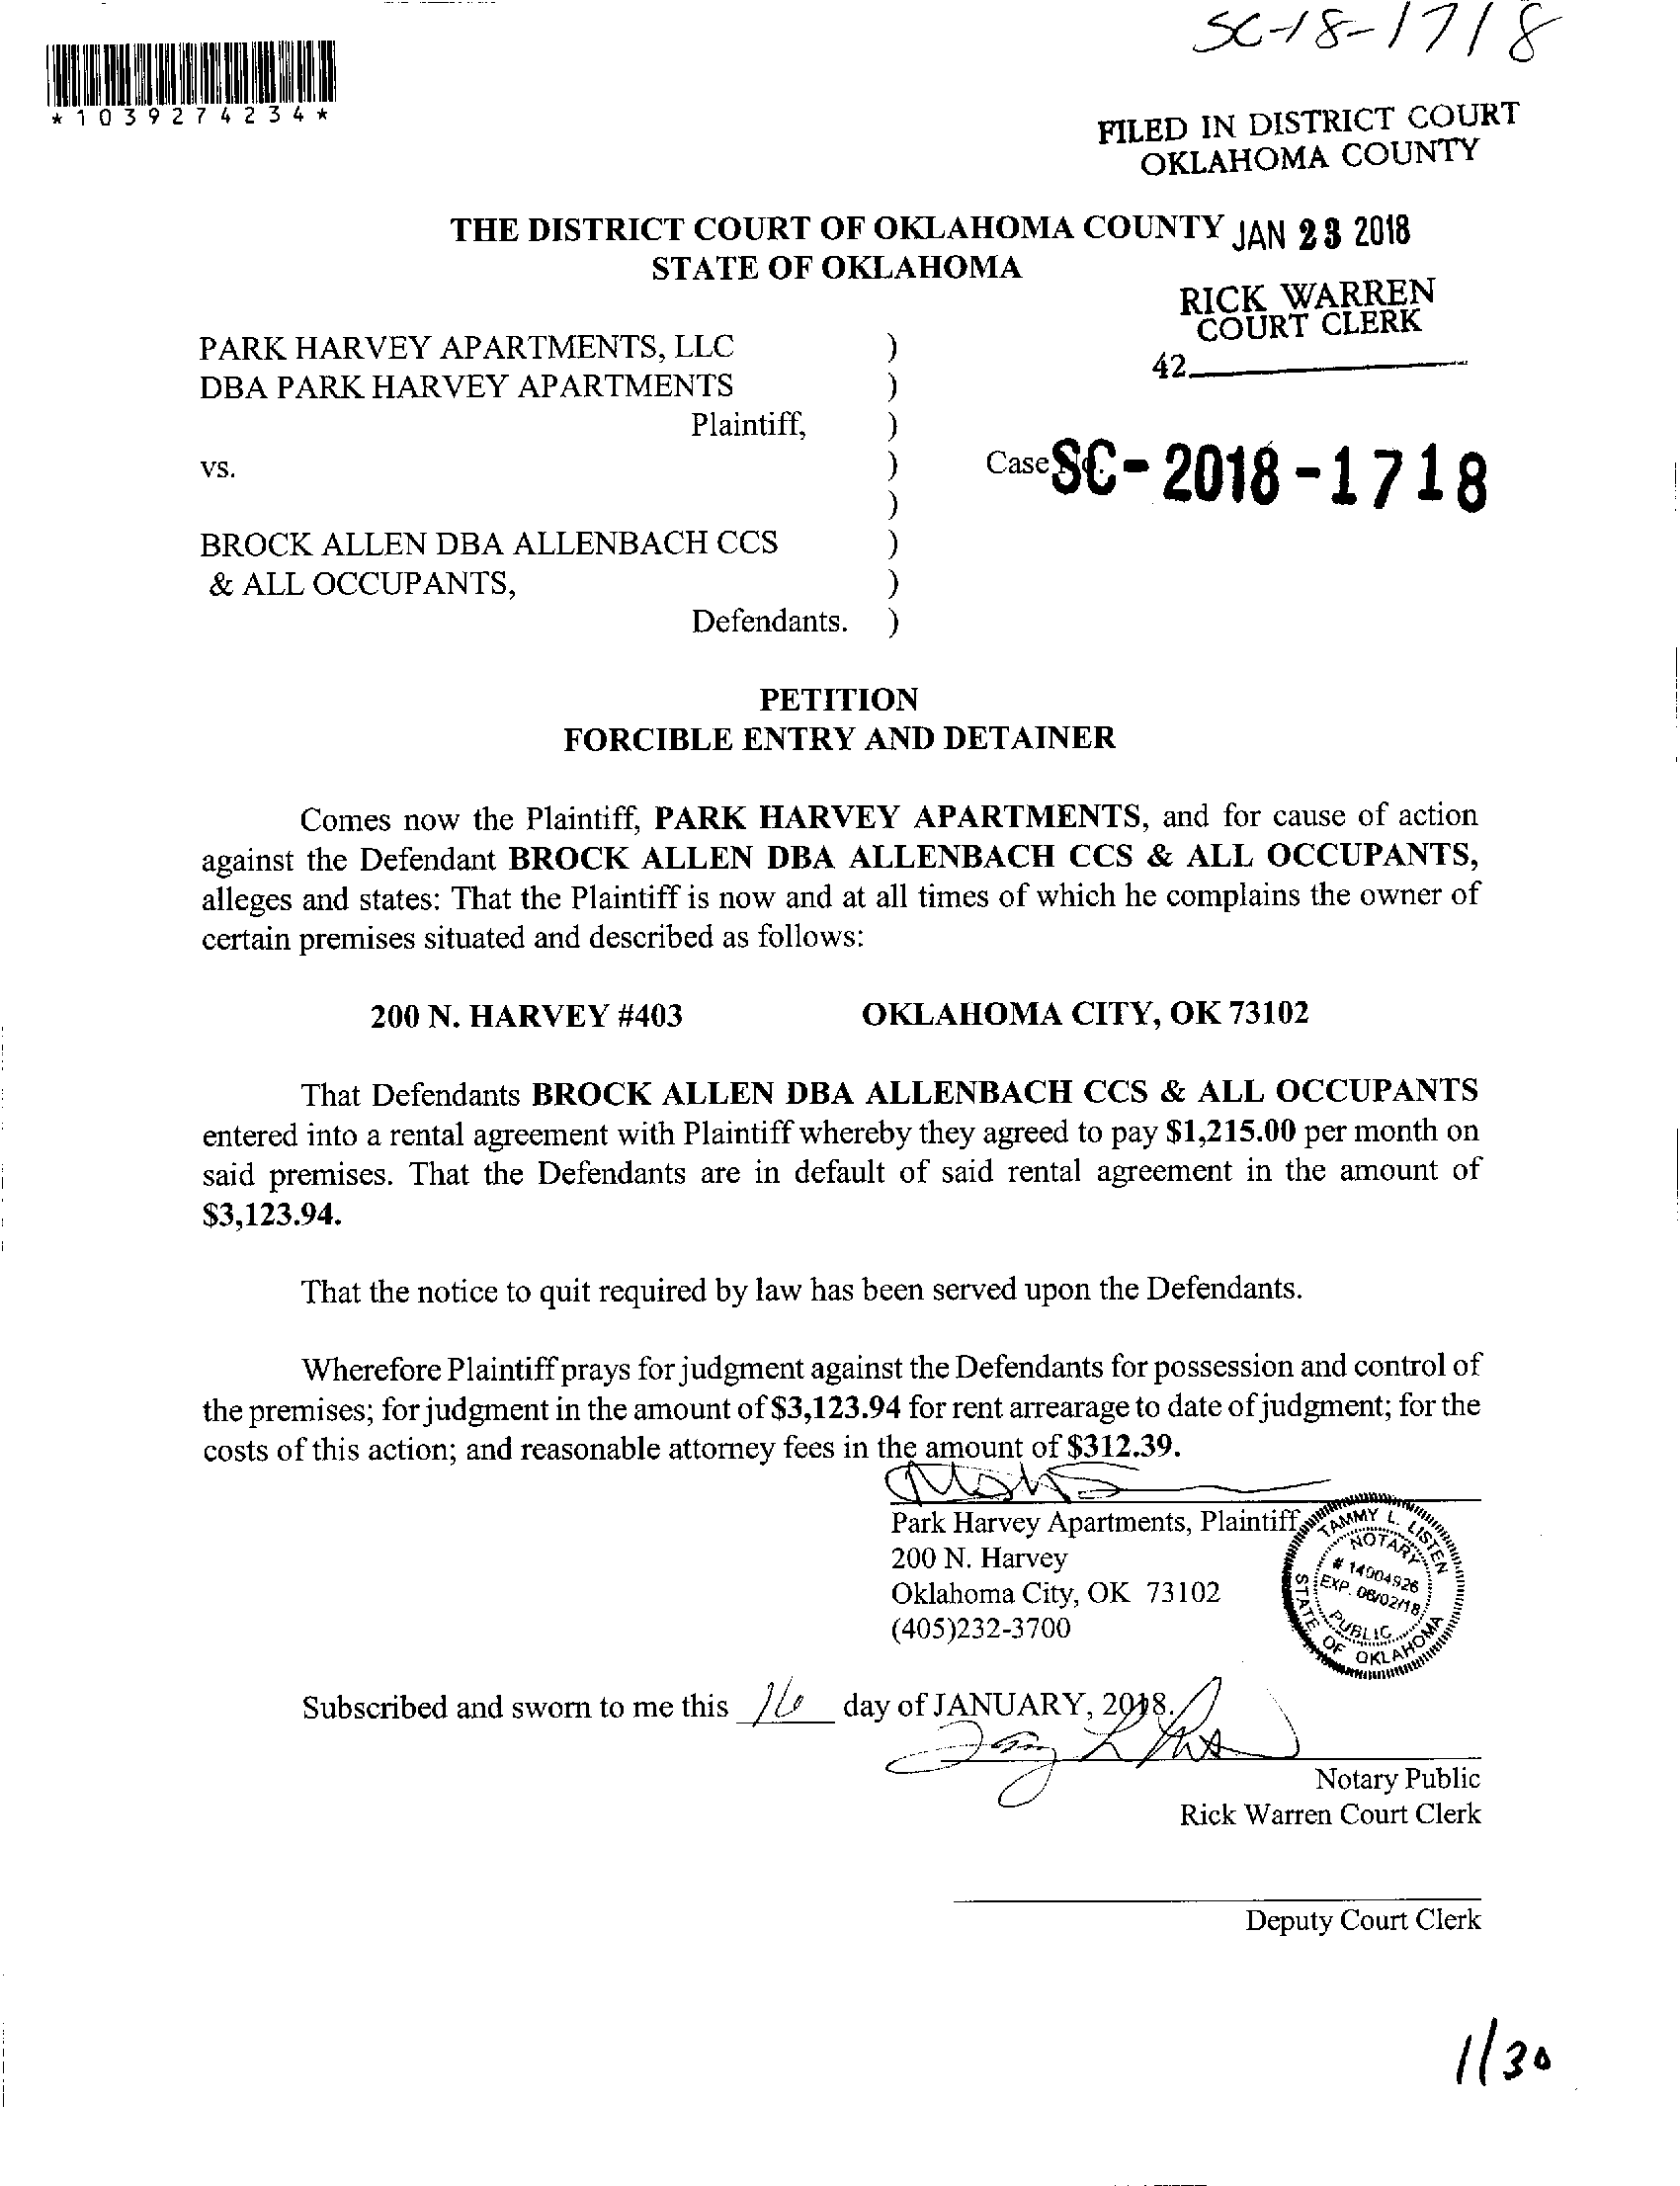 SC-18-1718
*1039274234*
FILED IN DISTRICT COURT
OKLAHOMA COUNTY
THE DISTRICT COURT OF OKLAHOMA COUNTY JAN 23 2018
STATE OF OKLAHOMA
RICK WARREN
COURT CLERK
42
PARK HARVEY APARTMENTS, LLC )
DBA PARK HARVEY APARTMENTS )
Plaintiff, )
vs. ) Case SC-2018-1718
)
BROCK ALLEN DBA ALLENBACH CCS )
& ALL OCCUPANTS, )
Defendants. )
PETITION
FORCIBLE ENTRY AND DETAINER
Comes now the Plaintiff, PARK HARVEY APARTMENTS, and for cause of action
against the Defendant BROCK ALLEN DBA ALLENBACH CCS & ALL OCCUPANTS,
alleges and states: That the Plaintiff is now and at all times of which he complains the owner of
certain premises situated and described as follows:
200 N. HARVEY #403 OKLAHOMA CITY, OK 73102
That Defendants BROCK ALLEN DBA ALLENBACH CCS & ALL OCCUPANTS
entered into a rental agreement with Plaintiff whereby they agreed to pay $1,215.00 per month on
said premises. That the Defendants are in default of said rental agreement in the amount of
$3,123.94.
That the notice to quit required by law has been served upon the Defendants.
Wherefore Plaintiff prays for judgment against the Defendants for possession and control of
the premises; for judgment in the amount of $3,123.94 for rent arrearage to date of judgment; for the
costs of this action; and reasonable attorney fees in the amount of $312.39.
Park Harvey Apartments, Plaintiff
200 N. Harvey
Oklahoma City, OK 73102
(405)232-3700
TAMMY L. LISTEN
NOTARY
# 14004926
EXP. 06/02/18
PUBLIC
STATE OF OKLAHOMA
Subscribed and sworn to me this 16 day of JANUARY, 2018.
Notary Public
Rick Warren Court Clerk
Deputy Court Clerk
1/30